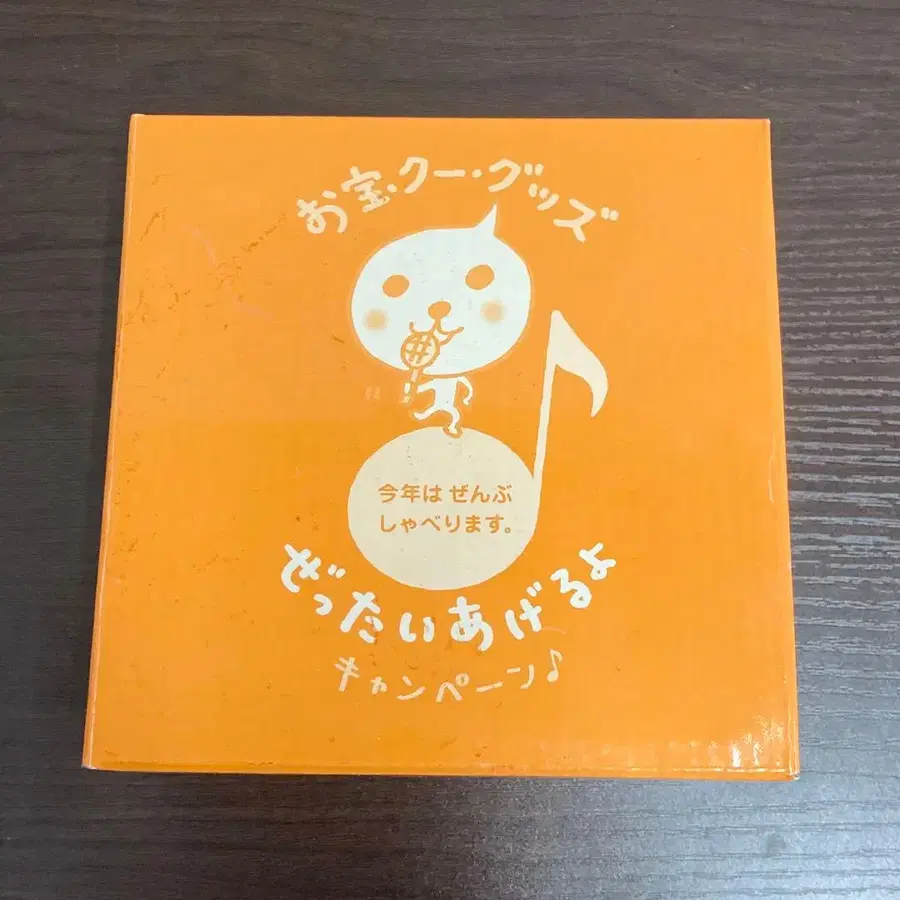 お宝・クー・グッズ
今年は ぜんぶ
しゃべります。
ぜったいあげるよ
キャンペーン♪